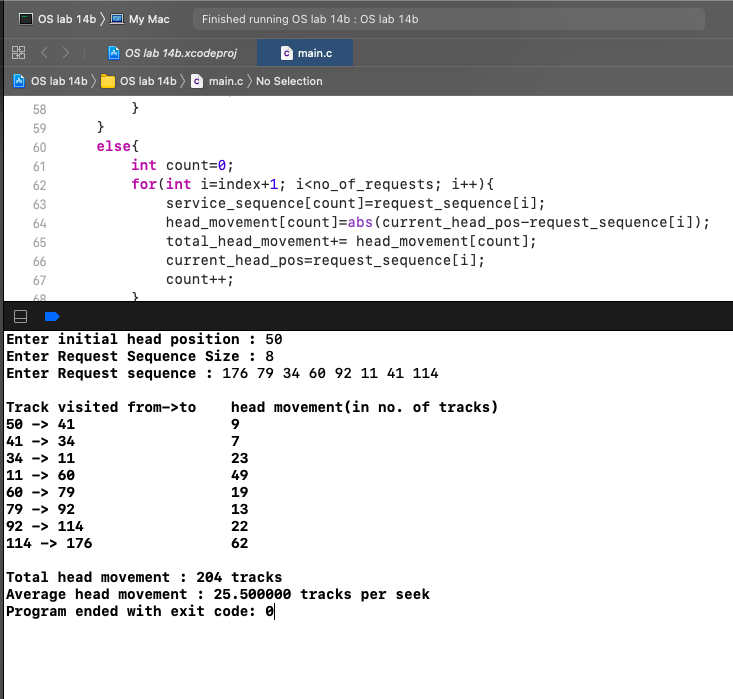 OS lab 14b My Mac Finished running OS lab 14b : OS lab 14b
OS lab 14b.xcodeproj main.c
OS lab 14b OS lab 14b main.c No Selection
58 }
59 }
60 else{
61 int count=0;
62 for(int i=index+1; i<no_of_requests; i++){
63 service_sequence[count]=request_sequence[i];
64 head_movement[count]=abs(current_head_pos-request_sequence[i]);
65 total_head_movement+= head_movement[count];
66 current_head_pos=request_sequence[i];
67 count++;
68 }
Enter initial head position : 50
Enter Request Sequence Size : 8
Enter Request sequence : 176 79 34 60 92 11 41 114
Track visited from->to head movement(in no. of tracks)
50 -> 41 9
41 -> 34 7
34 -> 11 23
11 -> 60 49
60 -> 79 19
79 -> 92 13
92 -> 114 22
114 -> 176 62
Total head movement : 204 tracks
Average head movement : 25.500000 tracks per seek
Program ended with exit code: 0